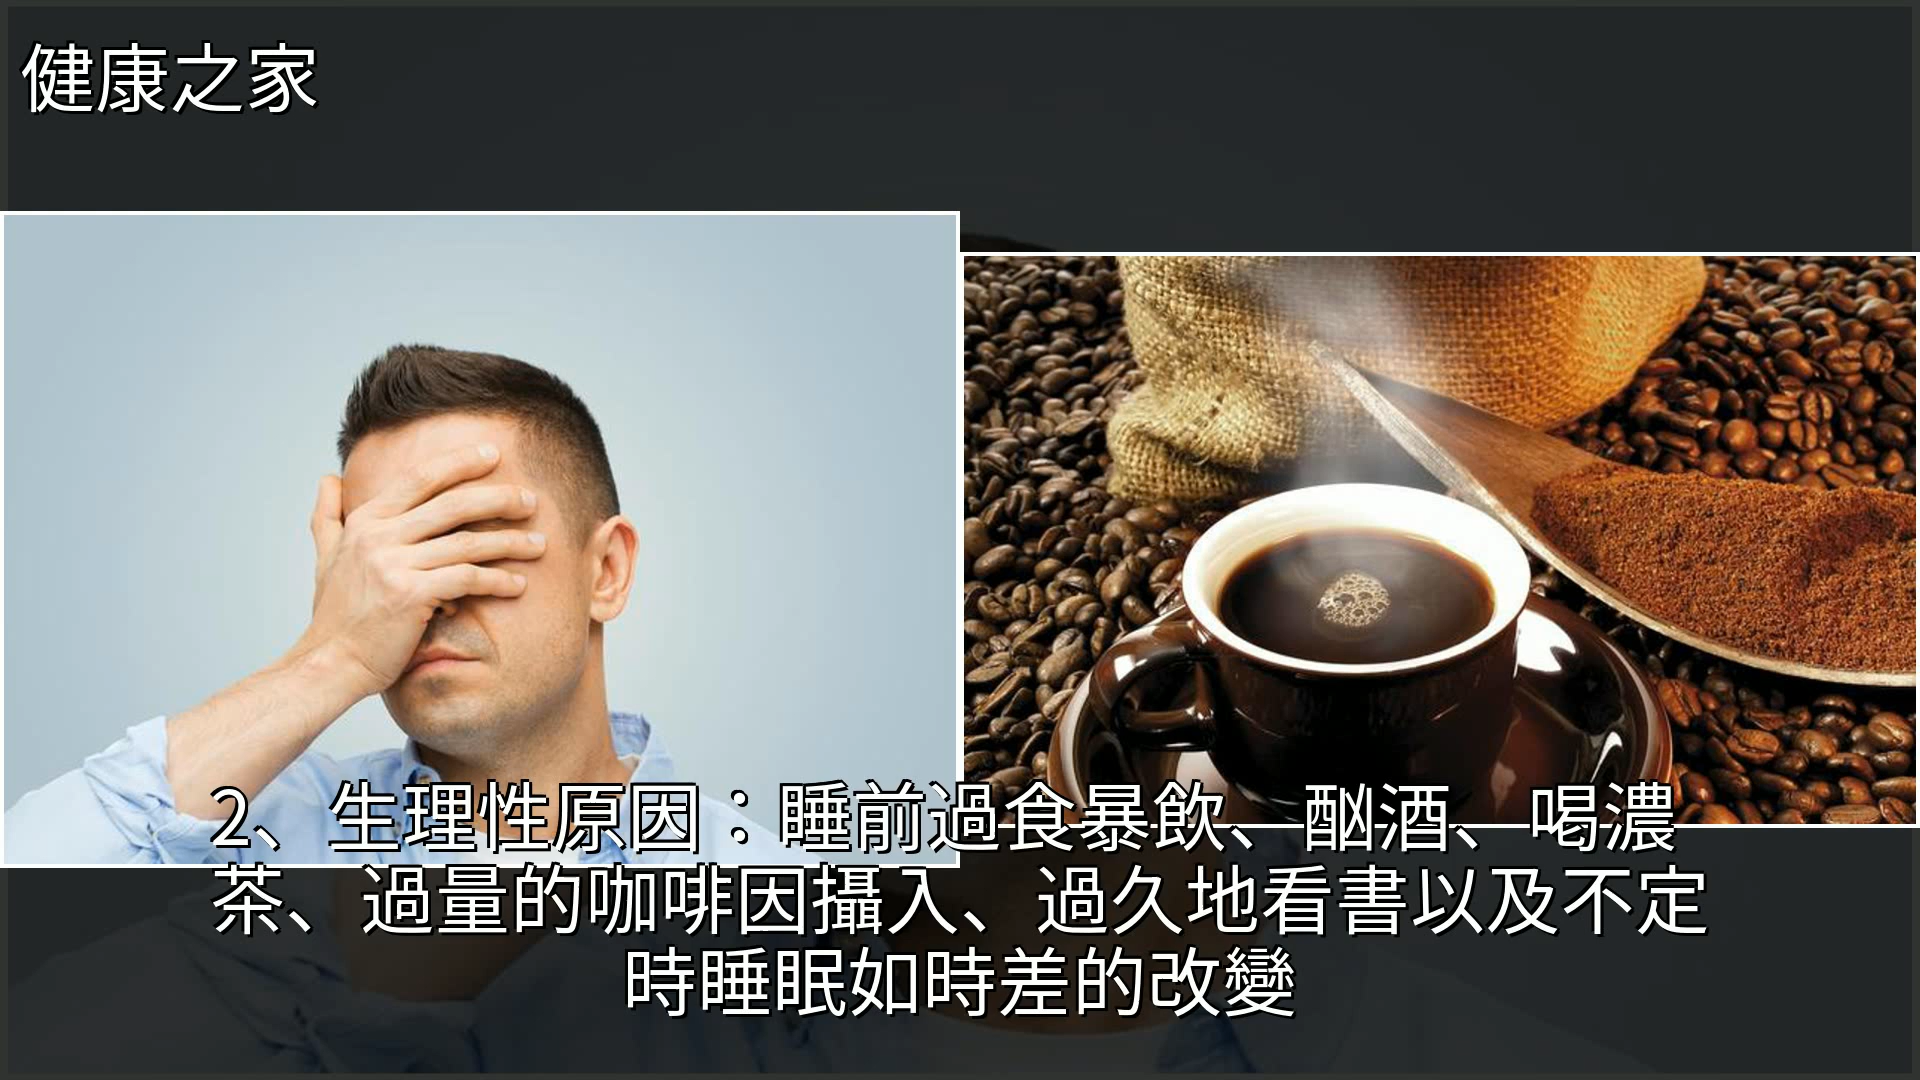 健康之家
2、生理性原因：睡前過食暴飲、酗酒、喝濃
茶、過量的咖啡因攝入、過久地看書以及不定
時睡眠如時差的改變